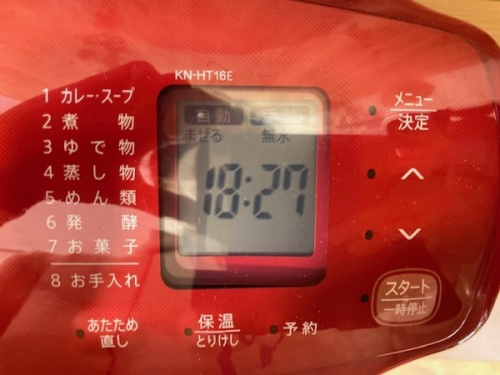 KN-HT16E
1 カレー・スープ
2 煮物
3 ゆで物
4 蒸し物
5 めん類
6 発酵
7 お菓子
8 お手入れ
自動
まぜる
無水
18:27
メニュー
決定
スタート
一時停止
あたため
直し
保温
とりけし
予約